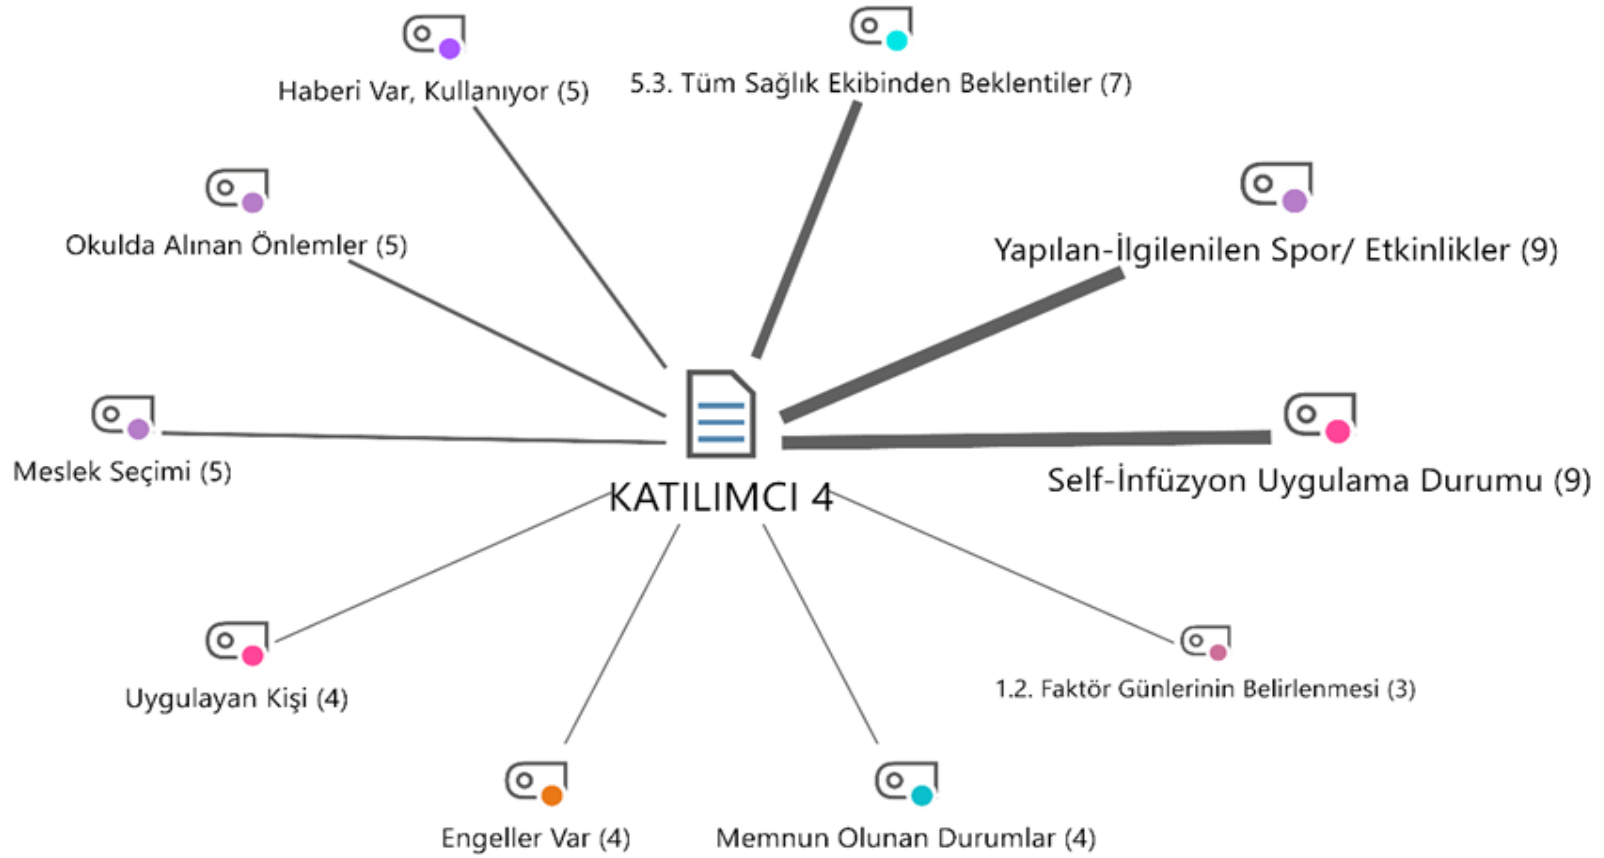 Haberi Var, Kullanıyor (5)
5.3. Tüm Sağlık Ekibinden Beklentiler (7)
Okulda Alınan Önlemler (5)
Yapılan-İlgilenilen Spor/ Etkinlikler (9)
Meslek Seçimi (5)
Self-İnfüzyon Uygulama Durumu (9)
KATILIMCI 4
Uygulayan Kişi (4)
1.2. Faktör Günlerinin Belirlenmesi (3)
Engeller Var (4)
Memnun Olunan Durumlar (4)